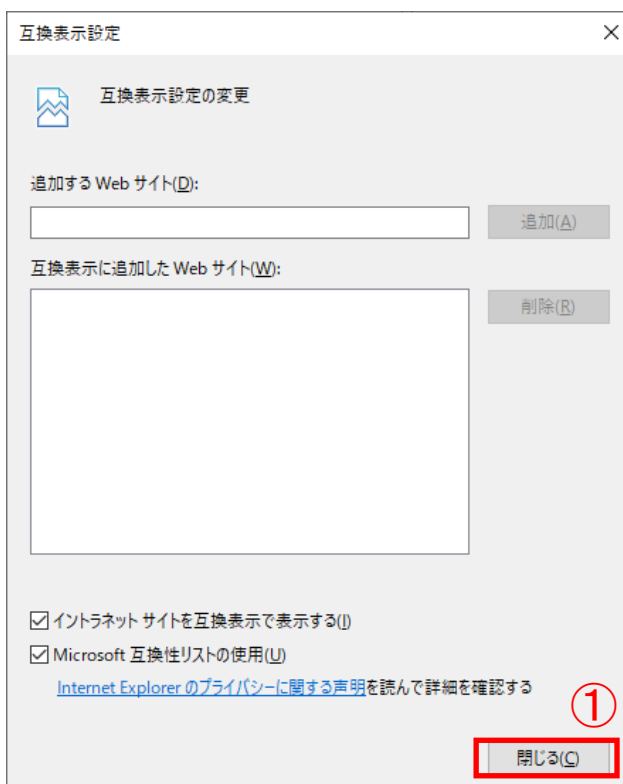 互換表示設定
互換表示設定の変更
追加する Web サイト(D):
追加(A)
互換表示に追加した Web サイト(W):
削除(R)
イントラネット サイトを互換表示で表示する(I)
Microsoft 互換性リストの使用(U)
Internet Explorer のプライバシーに関する声明を読んで詳細を確認する
①
閉じる(C)